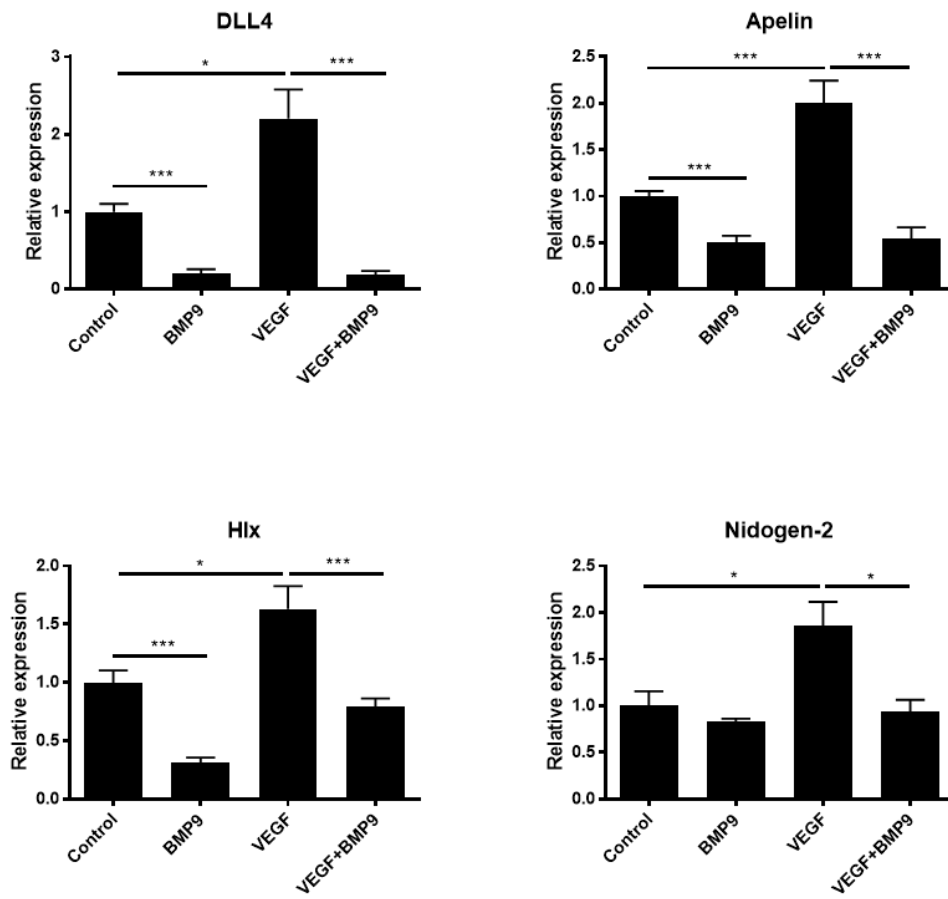 DLL4
Relative expression
3
2
1
0
*
***
***
Control
BMP9
VEGF
VEGF+BMP9
Apelin
Relative expression
2.5
2.0
1.5
1.0
0.5
0.0
***
***
***
Control
BMP9
VEGF
VEGF+BMP9
Hlx
Relative expression
2.0
1.5
1.0
0.5
0.0
*
***
***
Control
BMP9
VEGF
VEGF+BMP9
Nidogen-2
Relative expression
2.5
2.0
1.5
1.0
0.5
0.0
*
*
Control
BMP9
VEGF
VEGF+BMP9